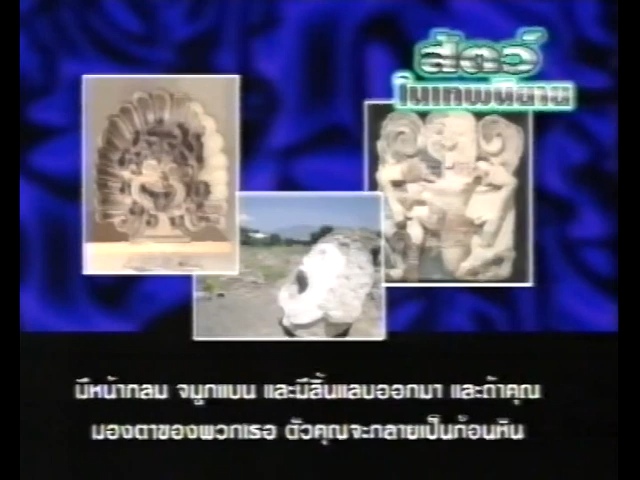 สัตว์
ในเทพนิยาย
มีหน้ากลม จมูกแบน และมีลิ้นแลบออกมา และถ้าคุณ
มองตาของพวกเธอ ตัวคุณจะกลายเป็นก้อนหิน